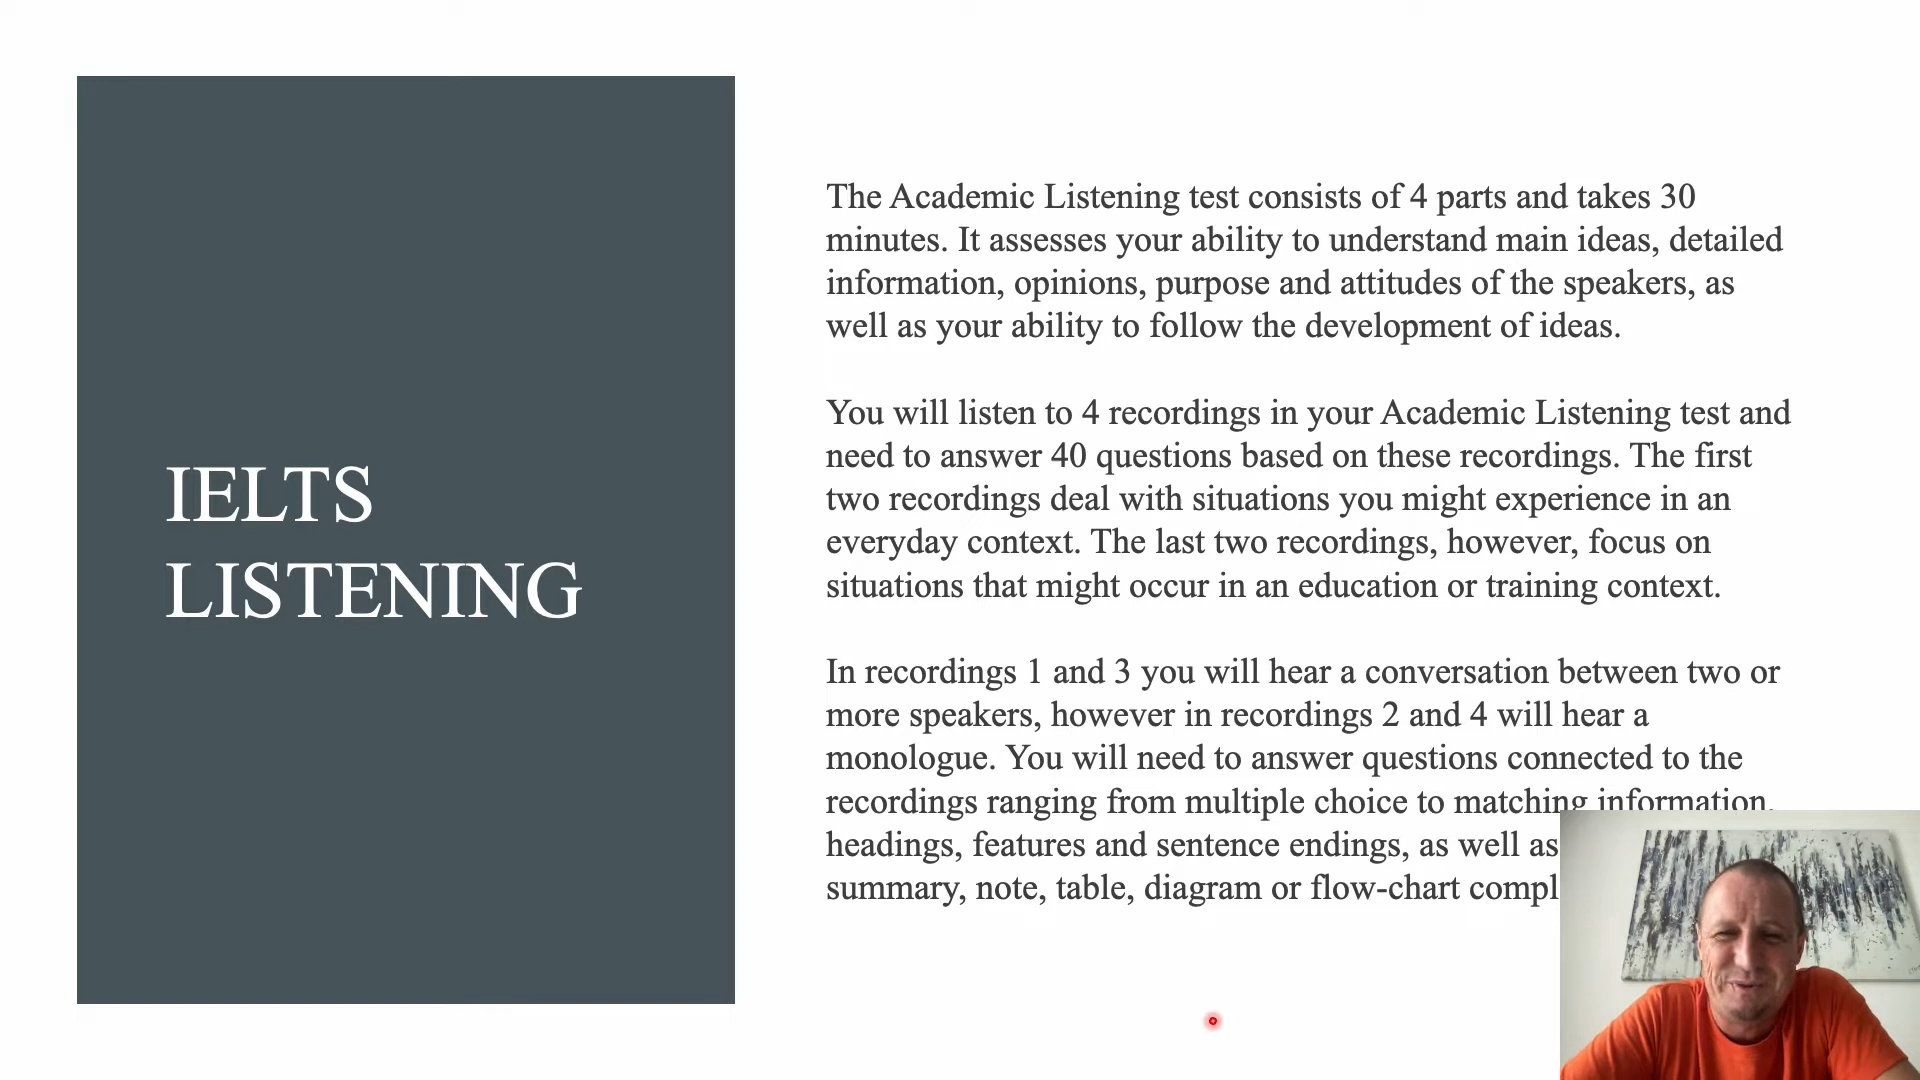 IELTS
LISTENING
The Academic Listening test consists of 4 parts and takes 30
minutes. It assesses your ability to understand main ideas, detailed
information, opinions, purpose and attitudes of the speakers, as
well as your ability to follow the development of ideas.
You will listen to 4 recordings in your Academic Listening test and
need to answer 40 questions based on these recordings. The first
two recordings deal with situations you might experience in an
everyday context. The last two recordings, however, focus on
situations that might occur in an education or training context.
In recordings 1 and 3 you will hear a conversation between two or
more speakers, however in recordings 2 and 4 will hear a
monologue. You will need to answer questions connected to the
recordings ranging from multiple choice to matching information,
headings, features and sentence endings, as well as
summary, note, table, diagram or flow-chart